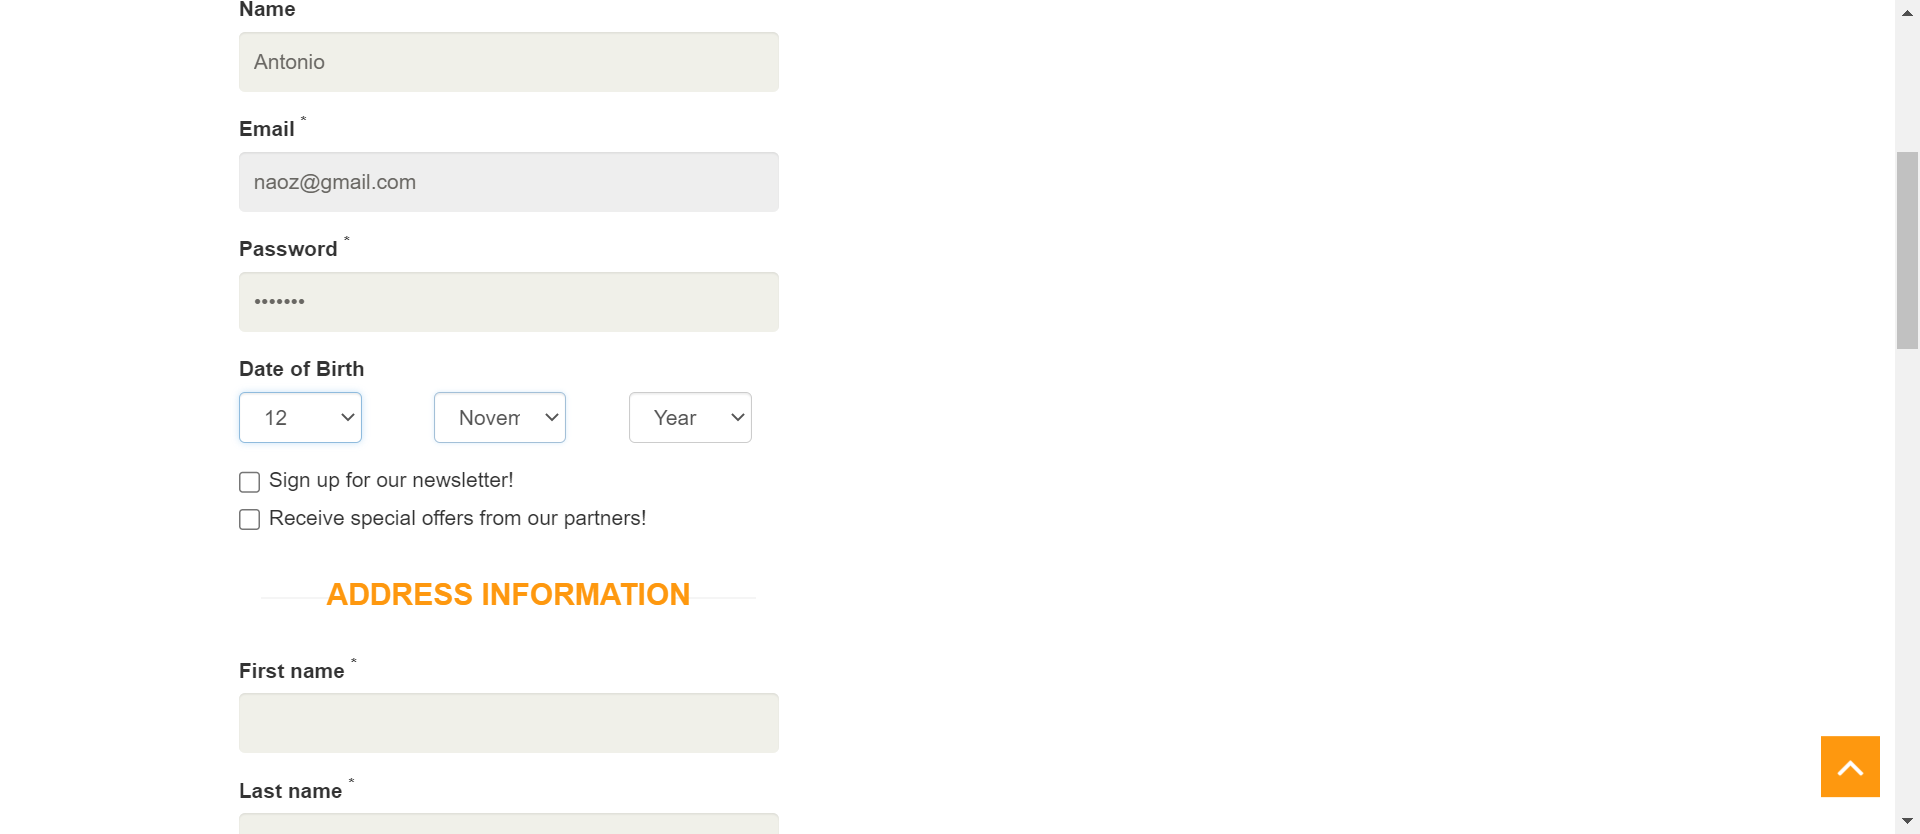 Name
Antonio
Email *
naoz@gmail.com
Password *
•••••••
Date of Birth
12 Novem Year
Sign up for our newsletter!
Receive special offers from our partners!
ADDRESS INFORMATION
First name *
Last name *